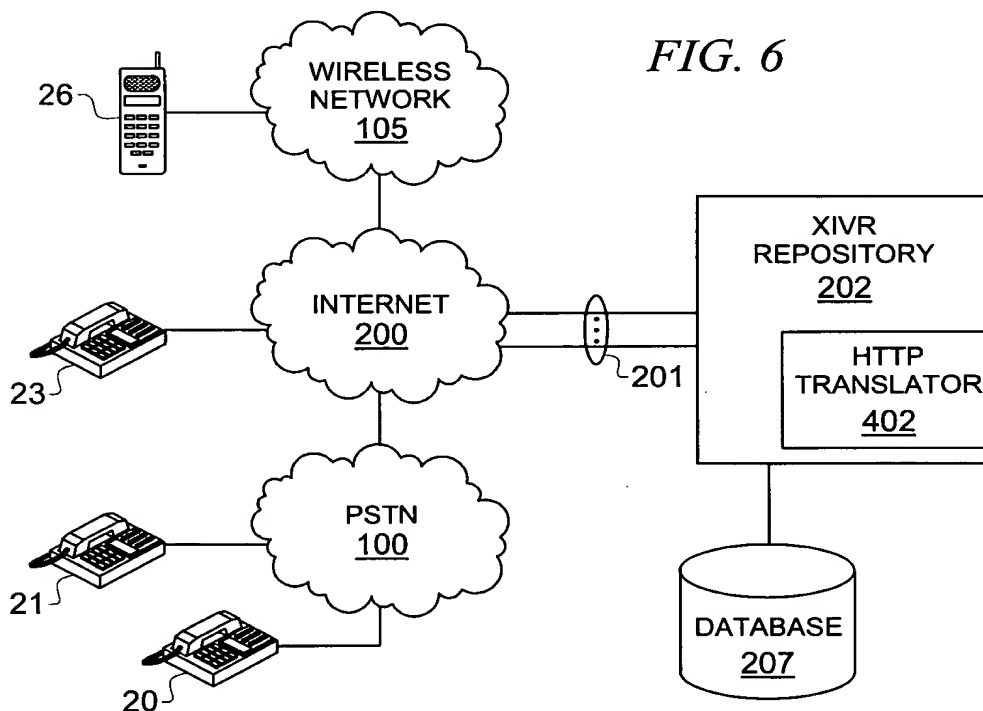 FIG. 6
26
WIRELESS
NETWORK
105
XIVR
REPOSITORY
202
INTERNET
200
23
201
HTTP
TRANSLATOR
402
PSTN
100
21
20
DATABASE
207